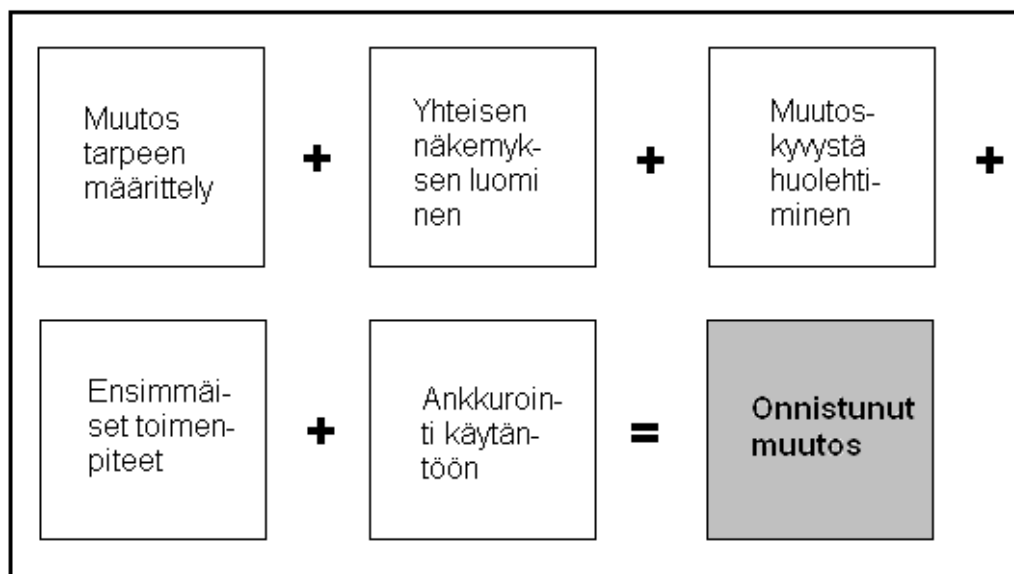 Muutos
tarpeen
määrittely
+
Yhteisen
näkemyk-
sen luomi
nen
+
Muutos-
kyvystä
huolehti-
minen
+
Ensimmäi-
set toimen-
piteet
+
Ankkuroin-
ti käytän-
töön
=
Onnistunut
muutos